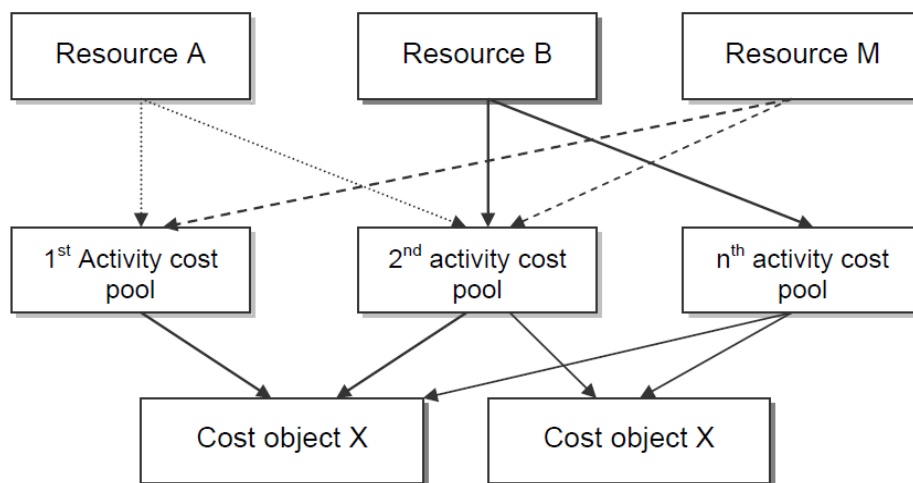 Resource A
Resource B
Resource M
1st Activity cost
pool
2nd activity cost
pool
nth activity cost
pool
Cost object X
Cost object X